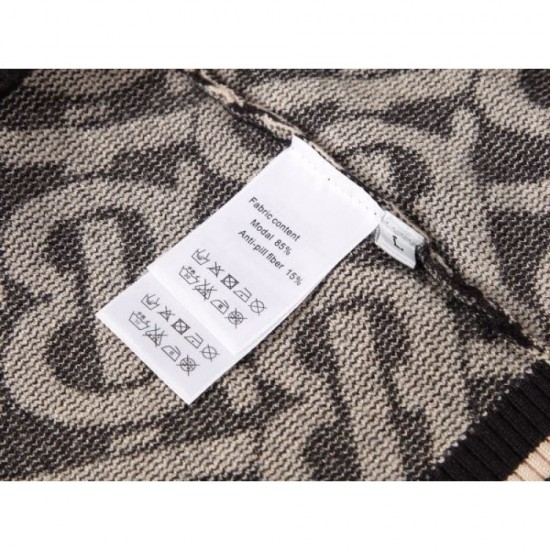 Fabric content
Modal 85%
Anti-pill fiber 15%
L